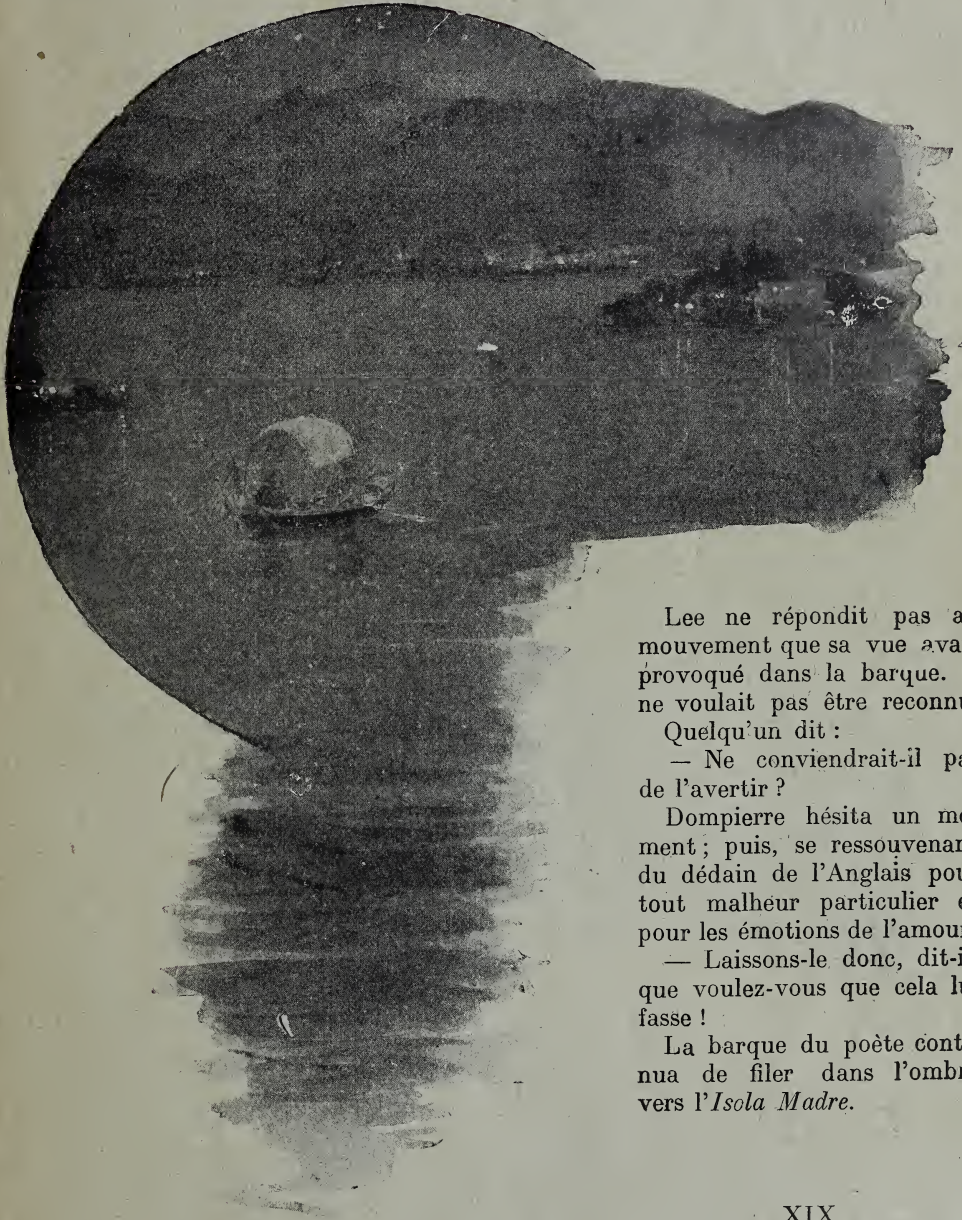 Lee ne répondit pas a
mouvement que sa vue ava
provoqué dans la barque.
ne voulait pas être reconnu
Quelqu'un dit :
— Ne conviendrait-il pa
de l'avertir ?
Dompierre hésita un mo
ment ; puis, se ressouvenan
du dédain de l'Anglais pou
tout malheur particulier e
pour les émotions de l'amour
— Laissons-le donc, dit-i
que voulez-vous que cela lu
fasse !
La barque du poète conti
nua de filer dans l'ombr
vers l'Isola Madre.
XIX